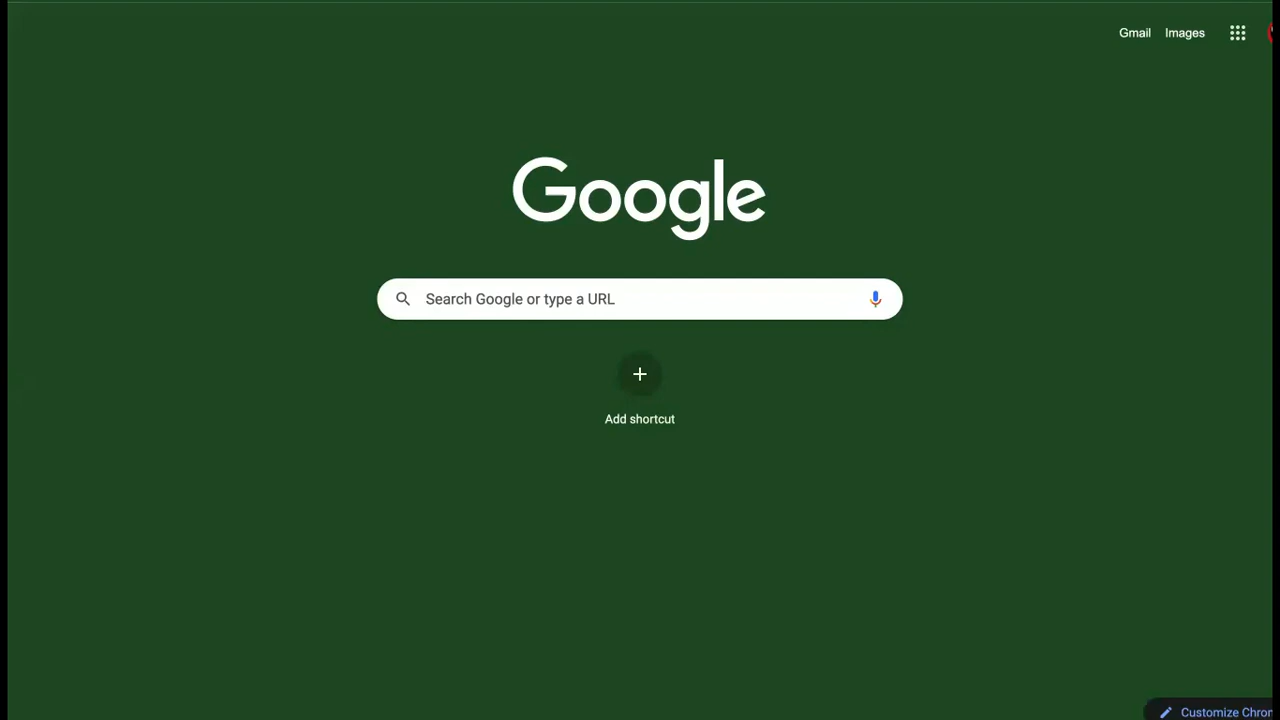 Gmail Images
Google
Search Google or type a URL
Add shortcut
Customize Chrom